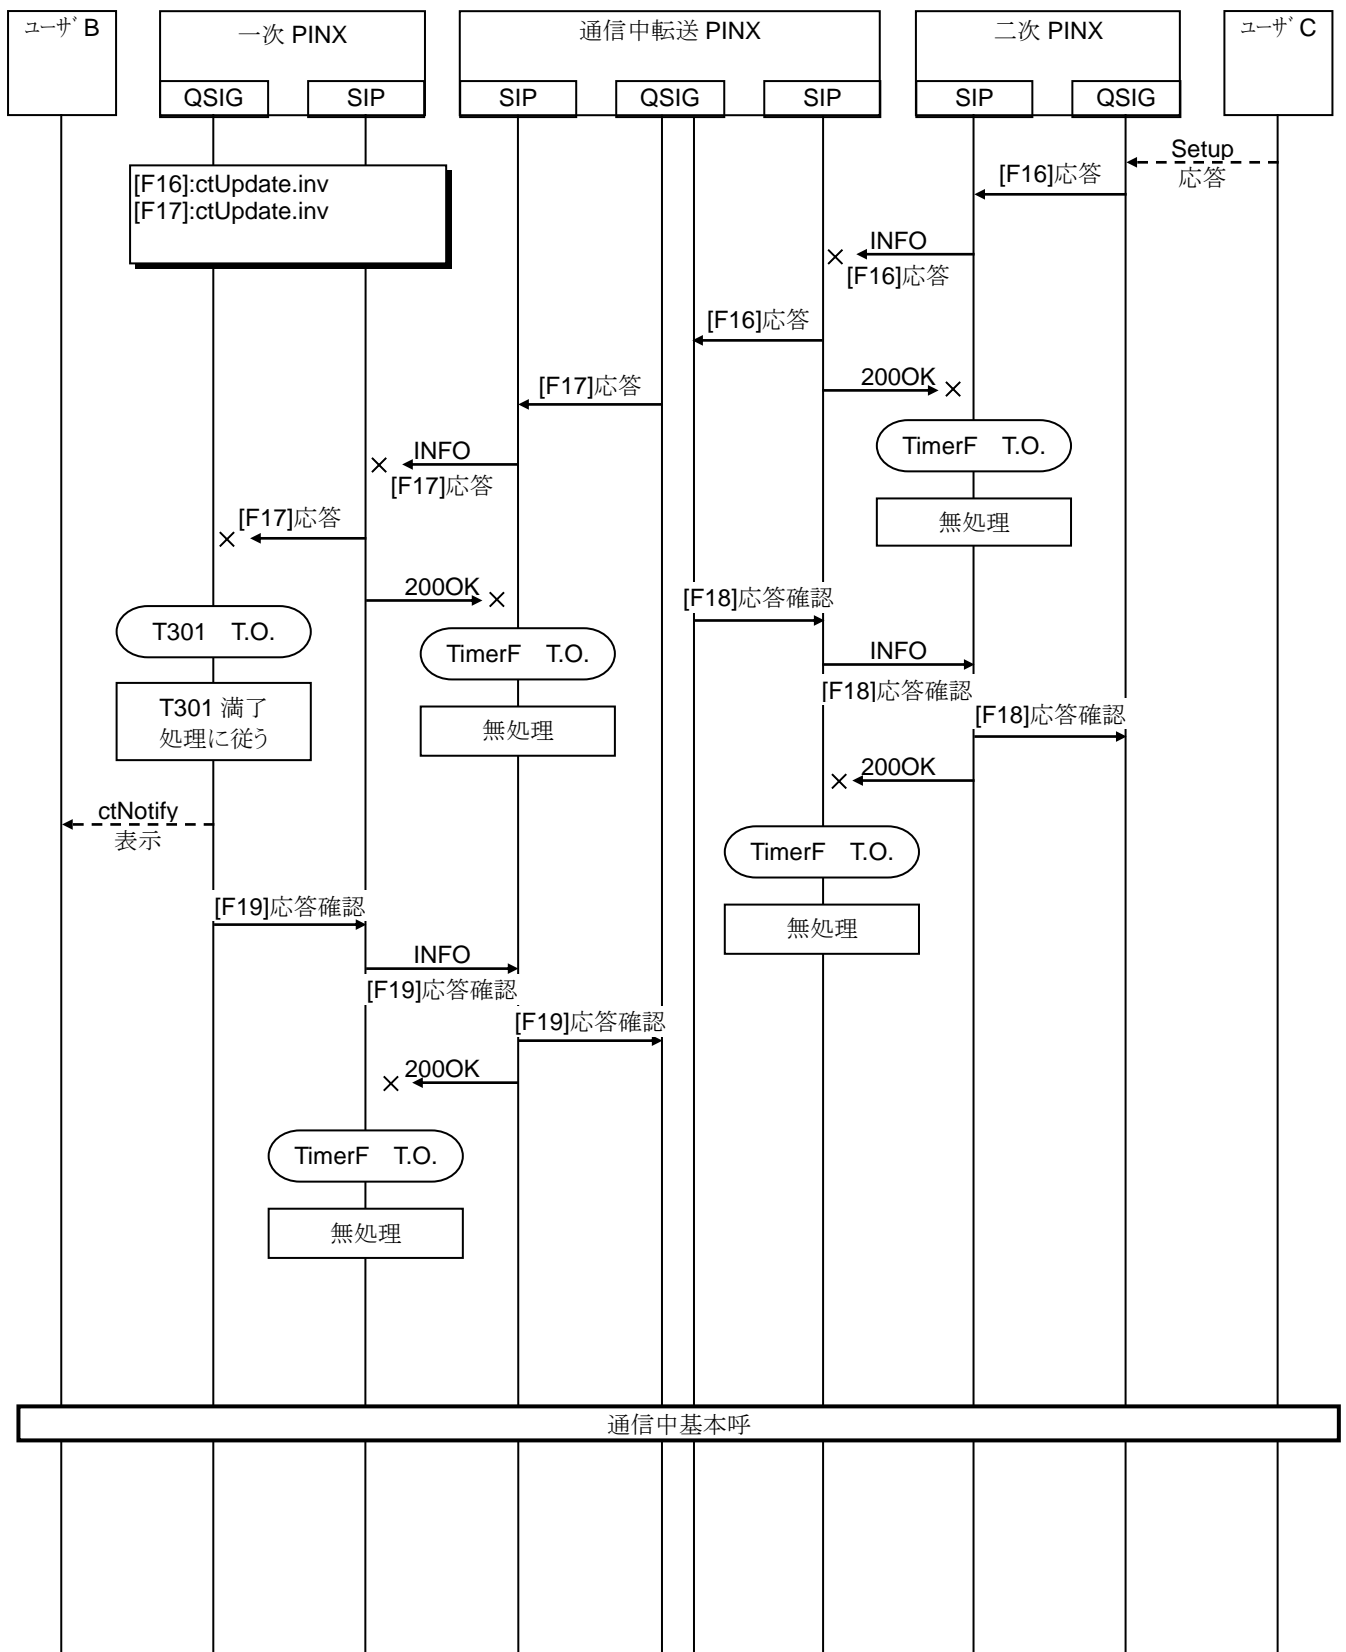 ﾕｰｻﾞB
一次 PINX
通信中転送 PINX
二次 PINX
ﾕｰｻﾞC
QSIG
SIP
SIP
QSIG
SIP
SIP
QSIG
Setup
応答
[F16]:ctUpdate.inv
[F17]:ctUpdate.inv
[F16]応答
INFO
×
[F16]応答
[F16]応答
200OK
×
[F17]応答
TimerF T.O.
INFO
×
[F17]応答
無処理
[F17]応答
×
200OK
×
[F18]応答確認
T301 T.O.
TimerF T.O.
INFO
[F18]応答確認
T301 満了
処理に従う
無処理
[F18]応答確認
200OK
×
ctNotify
表示
TimerF T.O.
[F19]応答確認
無処理
INFO
[F19]応答確認
[F19]応答確認
200OK
×
TimerF T.O.
無処理
通信中基本呼